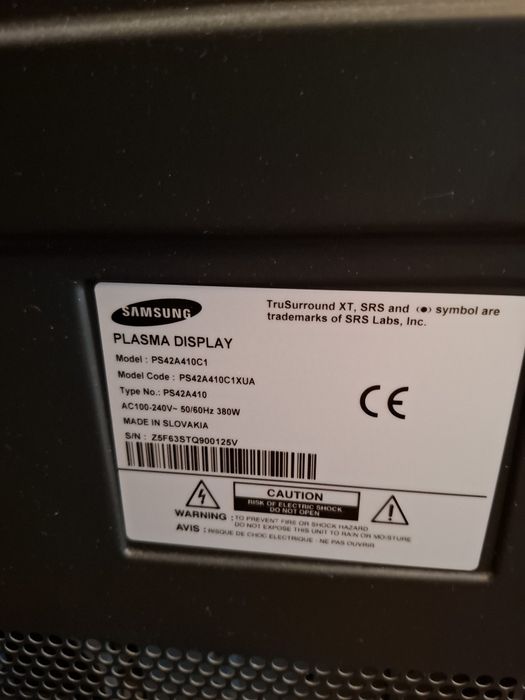 SAMSUNG
TruSurround XT, SRS and (●) symbol are
trademarks of SRS Labs, Inc.
PLASMA DISPLAY
Model : PS42A410C1
Model Code : PS42A410C1XUA
Type No.: PS42A410
AC100-240V~ 50/60Hz 380W
MADE IN SLOVAKIA
S/N : Z5F63STQ900125V
CE
CAUTION
RISK OF ELECTRIC SHOCK
DO NOT OPEN
WARNING : TO PREVENT FIRE OR SHOCK HAZARD
DO NOT EXPOSE THIS UNIT TO RAIN OR MOISTURE
AVIS : RISQUE DE CHOC ELECTRIQUE - NE PAS OUVRIR